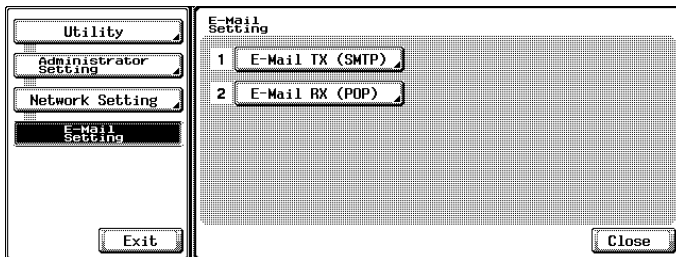 Utility
Administrator
Setting
Network Setting
E-Mail
Setting
Exit
E-Mail
Setting
1 E-Mail TX (SMTP)
2 E-Mail RX (POP)
Close